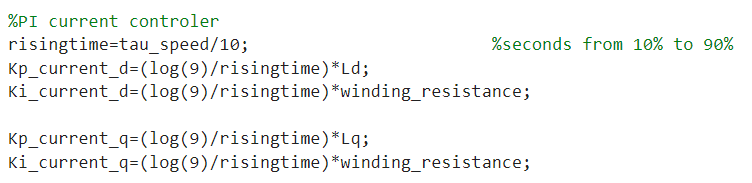 %PI current controler
risingtime=tau_speed/10; %seconds from 10% to 90%
Kp_current_d=(log(9)/risingtime)*Ld;
Ki_current_d=(log(9)/risingtime)*winding_resistance;
Kp_current_q=(log(9)/risingtime)*Lq;
Ki_current_q=(log(9)/risingtime)*winding_resistance;